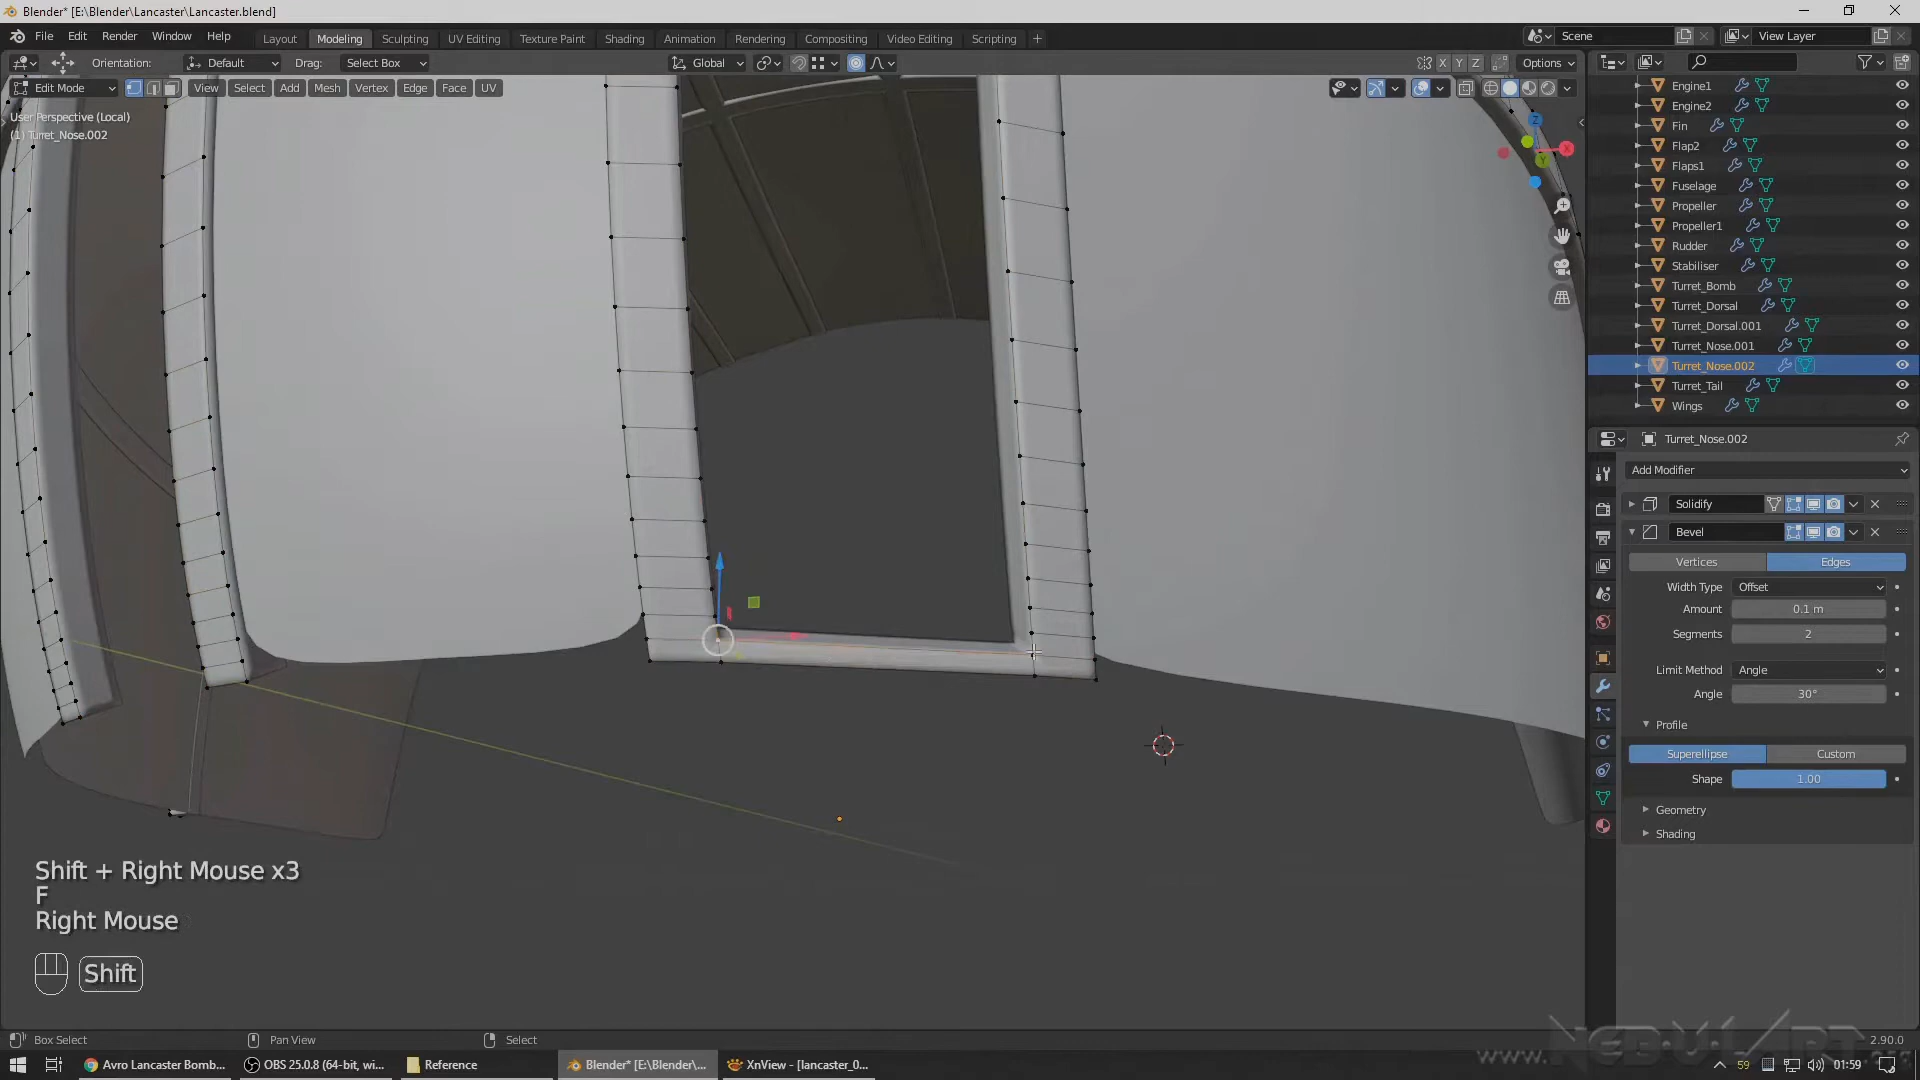 Blender* [E:\Blender\Lancaster\Lancaster.blend]
File Edit Render Window Help Layout Modeling Sculpting UV Editing Texture Paint Shading Animation Rendering Compositing Video Editing Scripting + Scene View Layer
Orientation: Default Drag: Select Box Global X Y Z Options
Edit Mode View Select Add Mesh Vertex Edge Face UV
User Perspective (Local)
(1) Turret_Nose.002
Z
X
Y
Engine1
Engine2
Fin
Flap2
Flaps1
Fuselage
Propeller
Propeller1
Rudder
Stabiliser
Turret_Bomb
Turret_Dorsal
Turret_Dorsal.001
Turret_Nose.001
Turret_Nose.002
Turret_Tail
Wings
Turret_Nose.002
Add Modifier
Solidify
Bevel
Vertices Edges
Width Type Offset
Amount 0.1 m
Segments 2
Limit Method Angle
Angle 30°
Profile
Superellipse Custom
Shape 1.00
Geometry
Shading
Shift + Right Mouse x3
F
Right Mouse
Shift
Box Select Pan View Select 2.90.0
Avro Lancaster Bomb... OBS 25.0.8 (64-bit, wi... Reference Blender* [E:\Blender\... XnView - [lancaster_0... 59 01:59